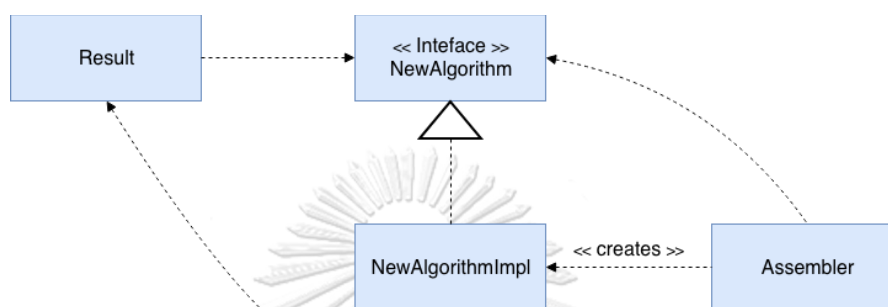 Result
<< Inteface >>
NewAlgorithm
NewAlgorithmImpl
<< creates >>
Assembler